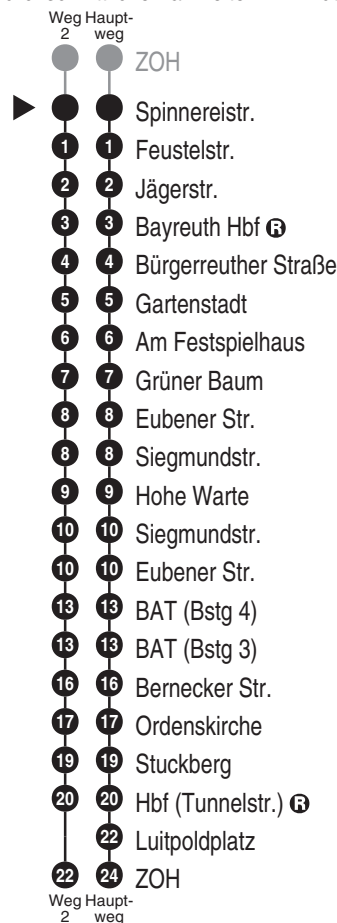 Weg Haupt-
2 weg
ZOH
Spinnereistr.
1 1 Feustelstr.
2 2 Jägerstr.
3 3 Bayreuth Hbf R
4 4 Bürgerreuther Straße
5 5 Gartenstadt
6 6 Am Festspielhaus
7 7 Grüner Baum
8 8 Eubener Str.
8 8 Siegmundstr.
9 9 Hohe Warte
10 10 Siegmundstr.
10 10 Eubener Str.
13 13 BAT (Bstg 4)
13 13 BAT (Bstg 3)
16 16 Bernecker Str.
17 17 Ordenskirche
19 19 Stuckberg
20 20 Hbf (Tunnelstr.) R
22 Luitpoldplatz
22 24 ZOH
Weg Haupt-
2 weg